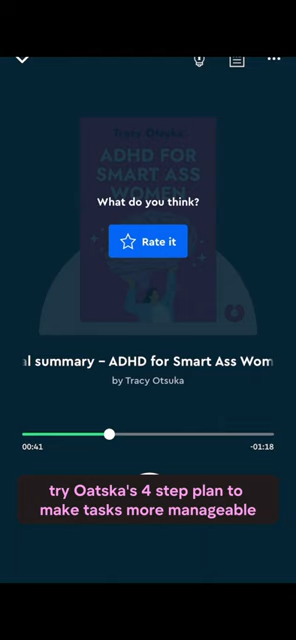 Tracy Otsuka
ADHD FOR
SMART ASS
WOMEN
What do you think?
Rate it
al summary – ADHD for Smart Ass Wom
by Tracy Otsuka
00:41
-01:18
try Oatska's 4 step plan to
make tasks more manageable